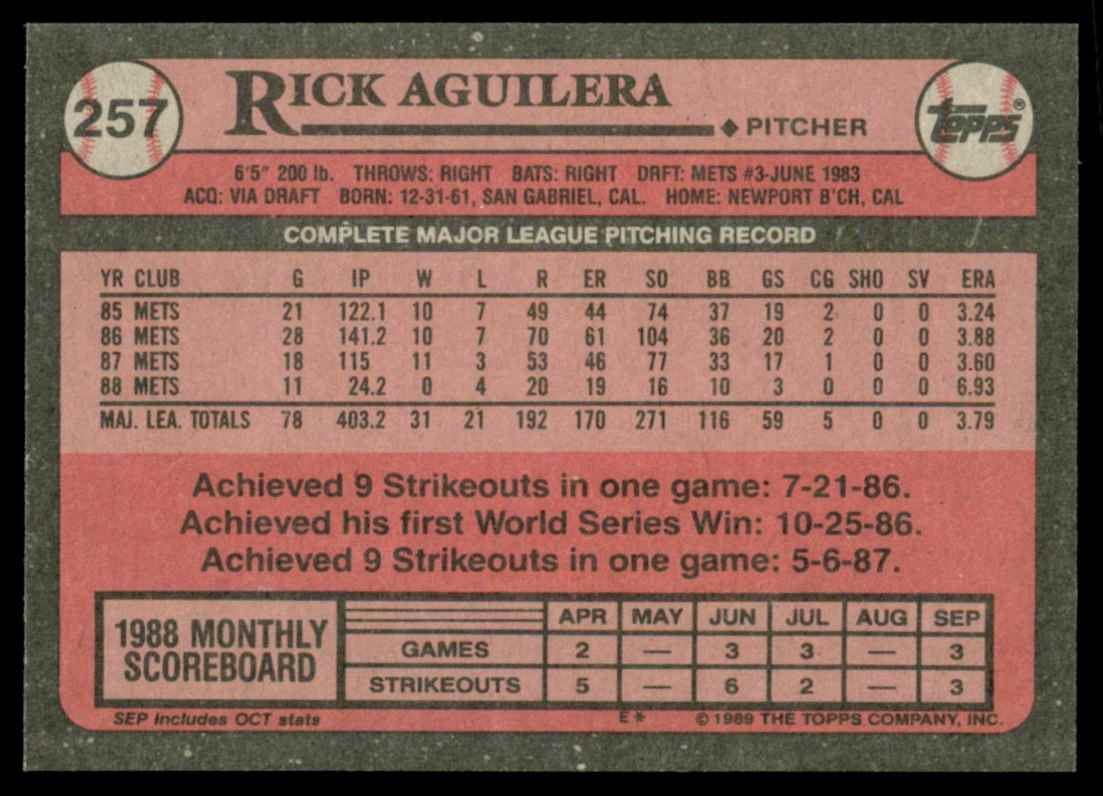 257
RICK AGUILERA
PITCHER
TOPPS®
6'5" 200 lb. THROWS: RIGHT BATS: RIGHT DRFT: METS #3-JUNE 1983
ACQ: VIA DRAFT BORN: 12-31-61, SAN GABRIEL, CAL. HOME: NEWPORT B'CH, CAL
COMPLETE MAJOR LEAGUE PITCHING RECORD
YR CLUB G IP W L R ER SO BB GS CG SHO SV ERA
85 METS 21 122.1 10 7 49 44 74 37 19 2 0 0 3.24
86 METS 28 141.2 10 7 70 61 104 36 20 2 0 0 3.88
87 METS 18 115 11 3 53 46 77 33 17 1 0 0 3.60
88 METS 11 24.2 0 4 20 19 16 10 3 0 0 0 6.93
MAJ. LEA. TOTALS 78 403.2 31 21 192 170 271 116 59 5 0 0 3.79
Achieved 9 Strikeouts in one game: 7-21-86.
Achieved his first World Series Win: 10-25-86.
Achieved 9 Strikeouts in one game: 5-6-87.
1988 MONTHLY
SCOREBOARD
APR MAY JUN JUL AUG SEP
GAMES 2 — 3 3 — 3
STRIKEOUTS 5 — 6 2 — 3
SEP includes OCT stats
E*
© 1989 THE TOPPS COMPANY, INC.